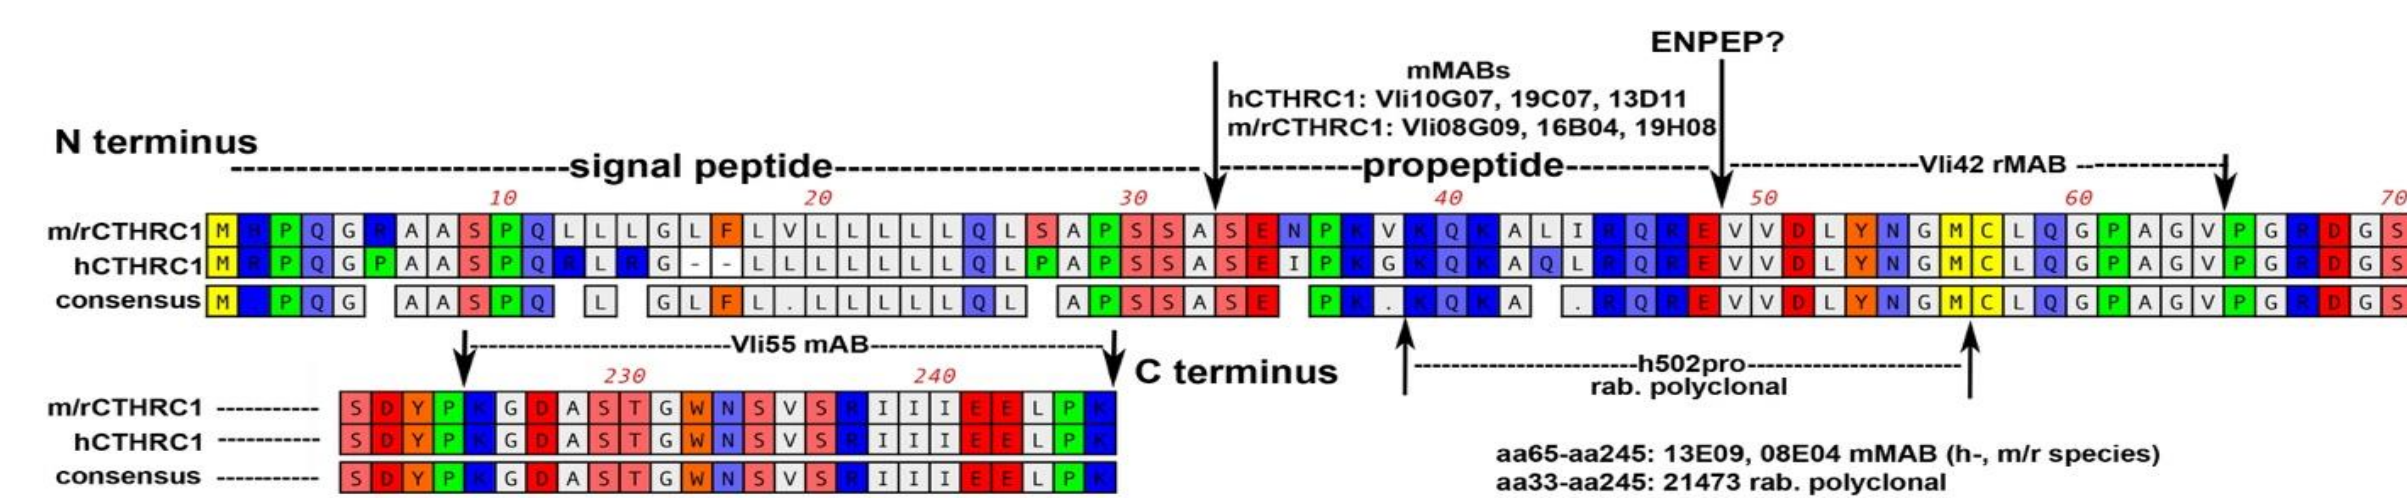 ENPEP?
mMABs
hCTHRC1: Vli10G07, 19C07, 13D11
m/rCTHRC1: Vli08G09, 16B04, 19H08
N terminus
-----------signal peptide-----------propeptide-----------Vli42 rMAB -----------
10 20 30 40 50 60 70
m/rCTHRC1 M H P Q G R A A S P Q L L L G L F L V L L L L L Q L S A P S S A S E N P K V K Q K A L I R Q R E V V D L Y N G M C L Q G P A G V P G R D G S
hCTHRC1 M R P Q G P A A S P Q R L R G - - L L L L L L L Q L P A P S S A S E I P K G K Q K A Q L R Q R E V V D L Y N G M C L Q G P A G V P G R D G S
consensus M P Q G A A S P Q L G L F L . L L L L L Q L A P S S A S E P K . K Q K A . R Q R E V V D L Y N G M C L Q G P A G V P G R D G S
-----------Vli55 mAB-----------
230 240
C terminus
-----------h502pro-----------
rab. polyclonal
m/rCTHRC1 ----------- S D Y P K G D A S T G W N S V S R I I I E E L P K
hCTHRC1 ----------- S D Y P K G D A S T G W N S V S R I I I E E L P K
consensus ----------- S D Y P K G D A S T G W N S V S R I I I E E L P K
aa65-aa245: 13E09, 08E04 mMAB (h-, m/r species)
aa33-aa245: 21473 rab. polyclonal